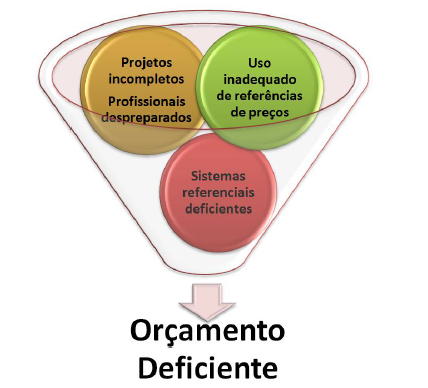 Projetos
incompletos
Profissionais
despreparados
Uso
inadequado
de referências
de preços
Sistemas
referenciais
deficientes
Orçamento
Deficiente